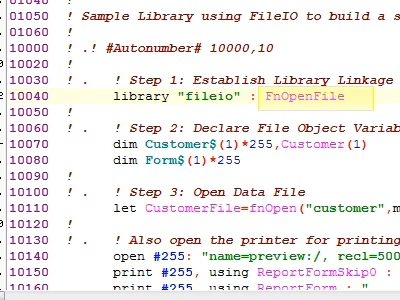 01050 ! Sample Library using FileIO to build a s
01060 !
10000 ! .! #Autonumber# 10000,10
10020 !
10030 ! . ! Step 1: Establish Library Linkage
10040 library "fileio" : FnOpenFile
10050 !
10060 ! . ! Step 2: Declare File Object Variab
10070 dim Customer$(1)*255,Customer(1)
10080 dim Form$(1)*255
10090 !
10100 ! . ! Step 3: Open Data File
10110 let CustomerFile=fnOpen("customer",m
10120 !
10130 ! . ! Also open the printer for printing
10140 open #255: "name=preview:/, recl=500
10150 print #255, using ReportFormSkip0 :
10160 print #255, using ReportForm : "